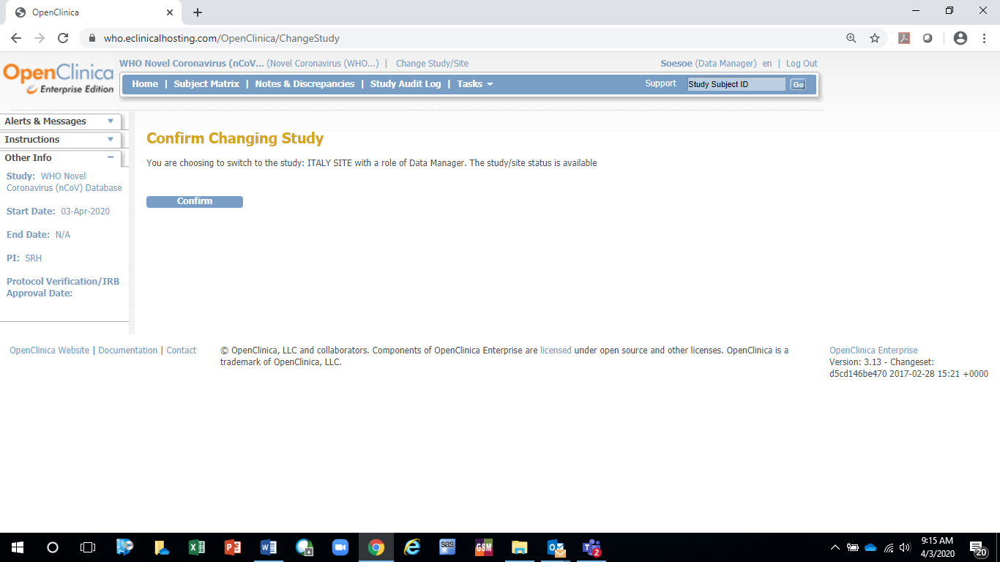 OpenClinica
who.eclinicalhosting.com/OpenClinica/ChangeStudy
OpenClinica
Enterprise Edition
WHO Novel Coronavirus (nCoV... (Novel Coronavirus (WHO...) | Change Study/Site
Soesoe (Data Manager) en | Log Out
Home | Subject Matrix | Notes & Discrepancies | Study Audit Log | Tasks
Support Study Subject ID Go
Alerts & Messages
Instructions
Other Info
Study: WHO Novel
Coronavirus (nCoV) Database
Start Date: 03-Apr-2020
End Date: N/A
PI: SRH
Protocol Verification/IRB
Approval Date:
Confirm Changing Study
You are choosing to switch to the study: ITALY SITE with a role of Data Manager. The study/site status is available
Confirm
OpenClinica Website | Documentation | Contact
© OpenClinica, LLC and collaborators. Components of OpenClinica Enterprise are licensed under open source and other licenses. OpenClinica is a
trademark of OpenClinica, LLC.
OpenClinica Enterprise
Version: 3.13 - Changeset:
d5cd146be470 2017-02-28 15:21 +0000
sas
GSM
2
9:15 AM
4/3/2020
20